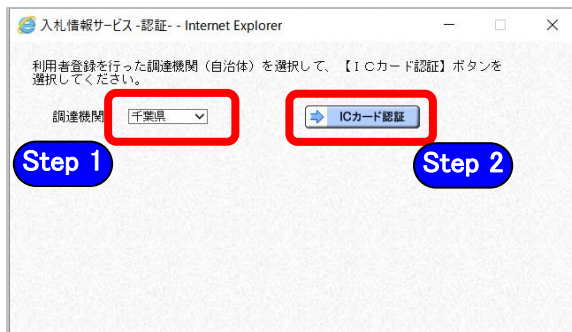 入札情報サービス -認証- - Internet Explorer
利用者登録を行った調達機関（自治体）を選択して、【ＩＣカード認証】ボタンを
選択してください。
調達機関 千葉県 ICカード認証
Step 1 Step 2